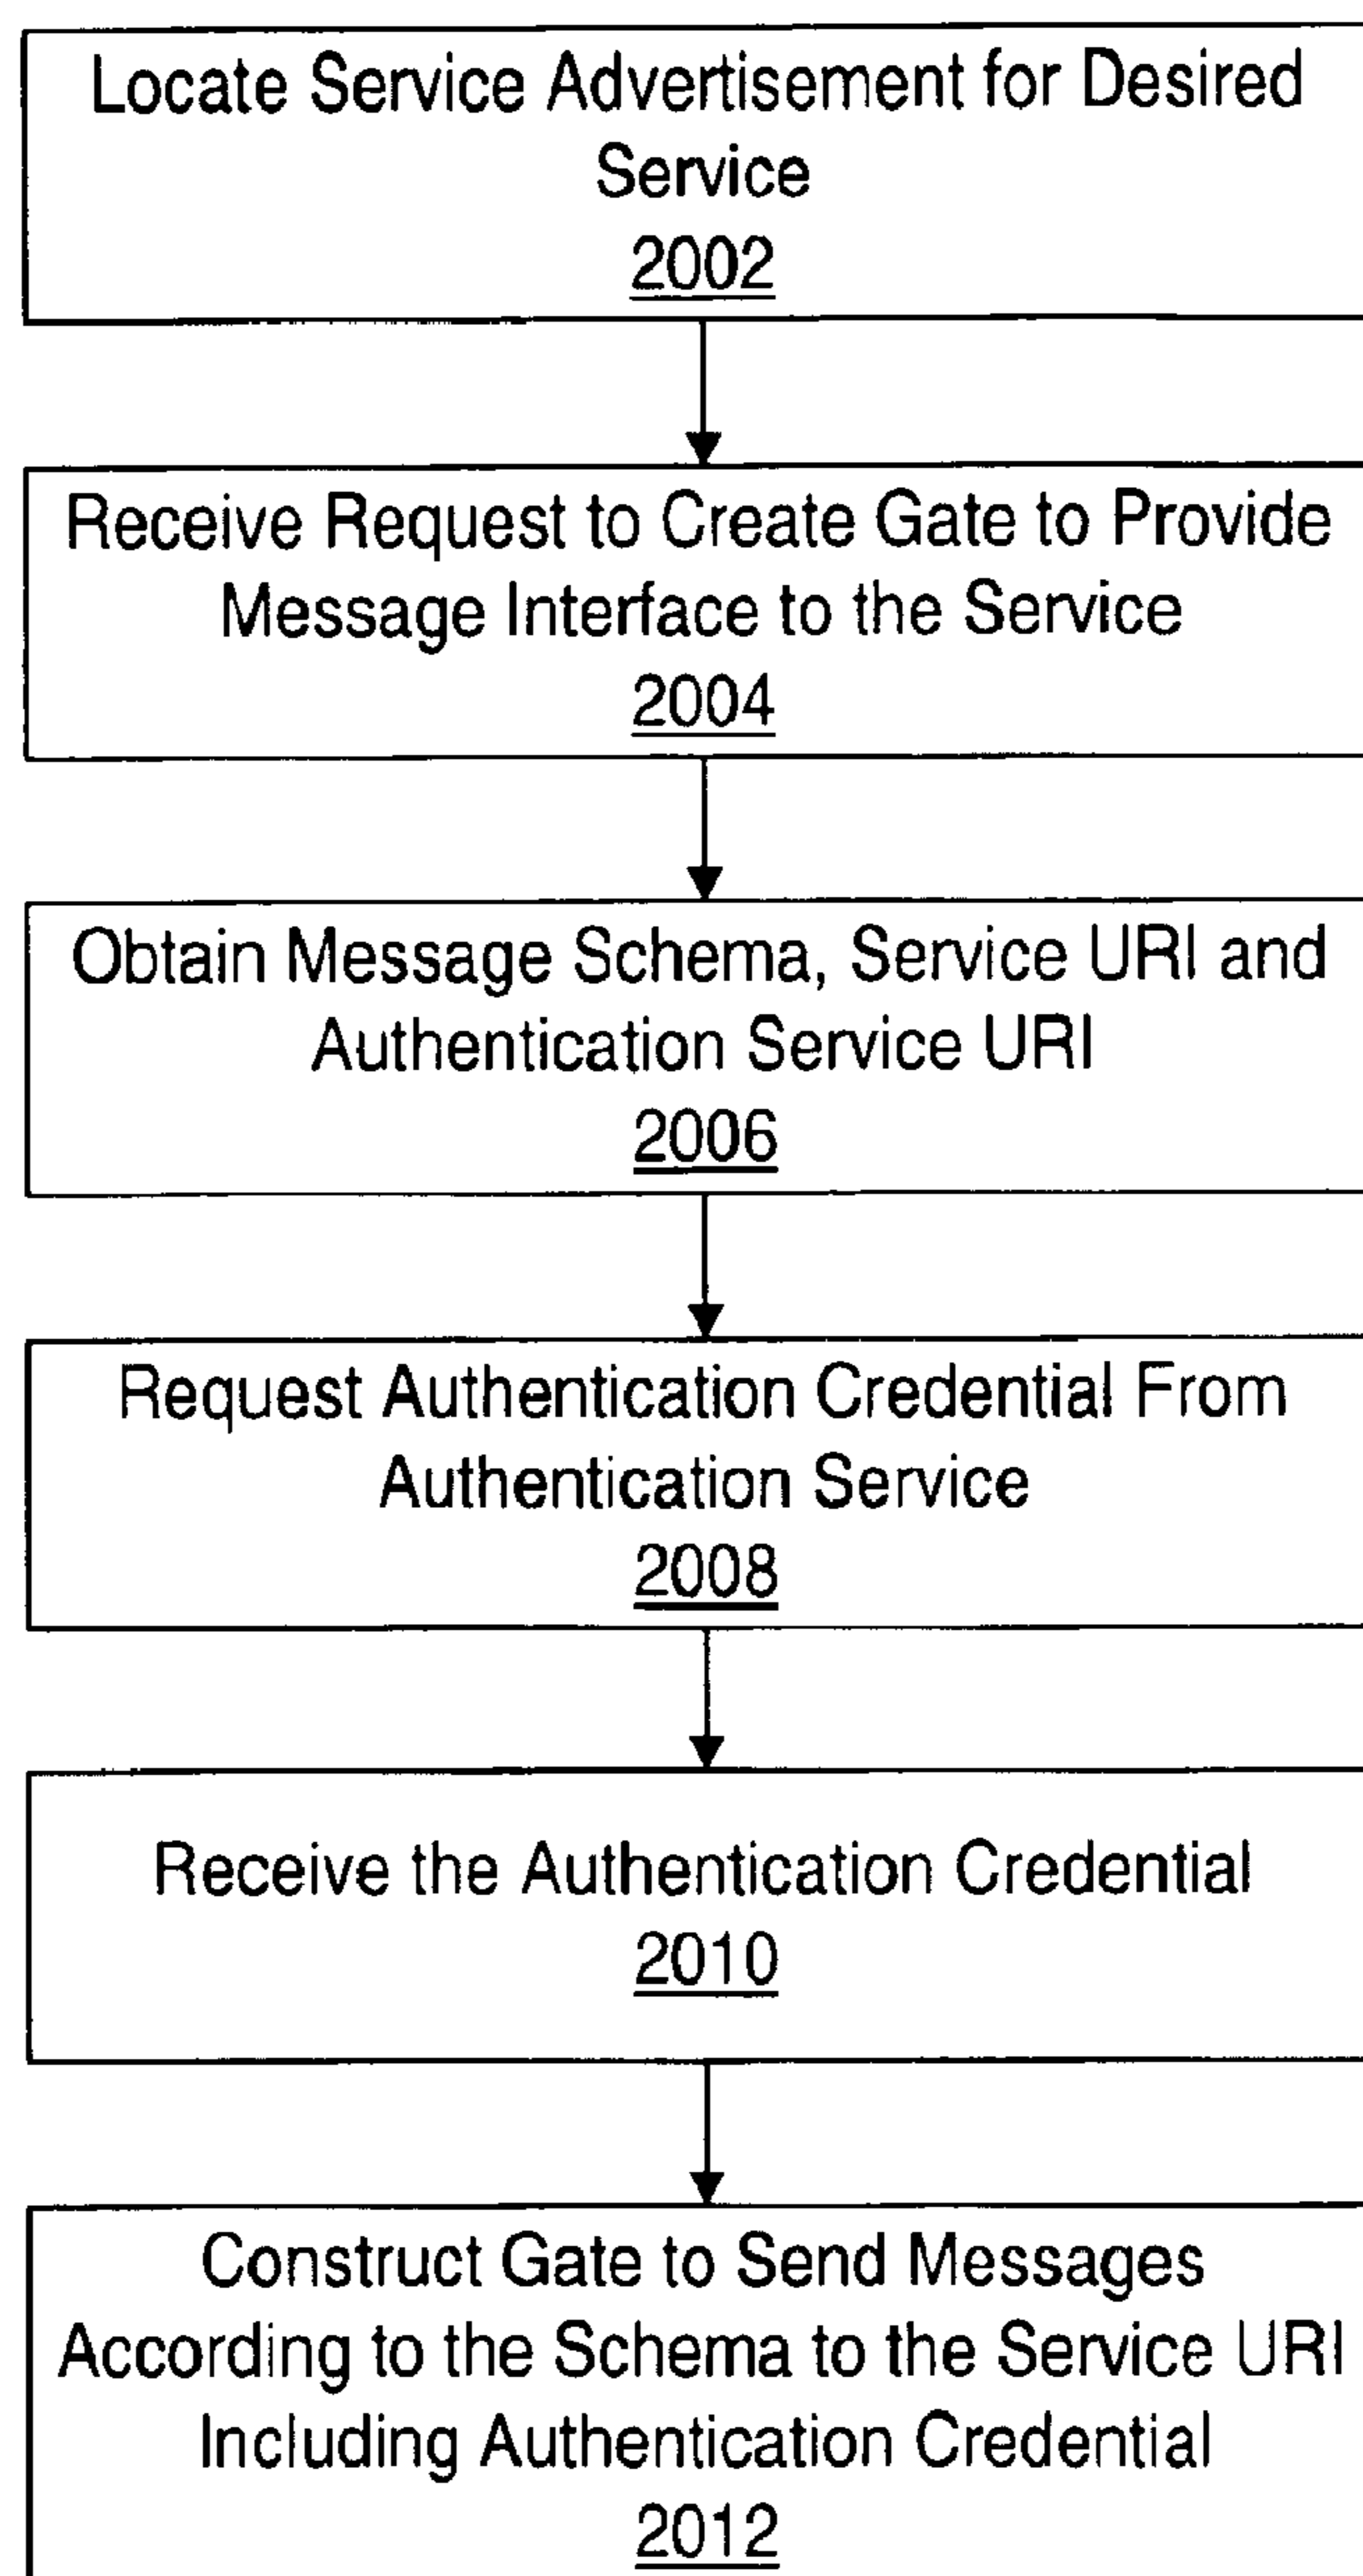 Locate Service Advertisement for Desired
Service
2002
Receive Request to Create Gate to Provide
Message Interface to the Service
2004
Obtain Message Schema, Service URI and
Authentication Service URI
2006
Request Authentication Credential From
Authentication Service
2008
Receive the Authentication Credential
2010
Construct Gate to Send Messages
According to the Schema to the Service URI
Including Authentication Credential
2012